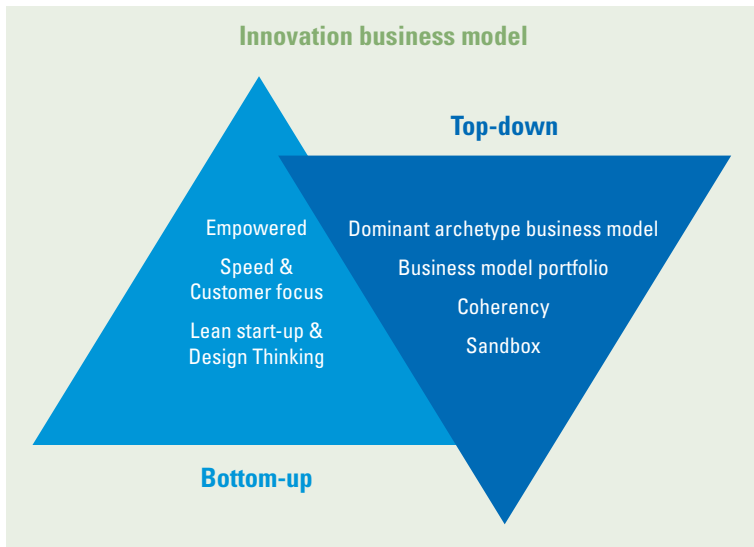 Innovation business model
Top-down
Empowered
Speed &
Customer focus
Lean start-up &
Design Thinking
Dominant archetype business model
Business model portfolio
Coherency
Sandbox
Bottom-up